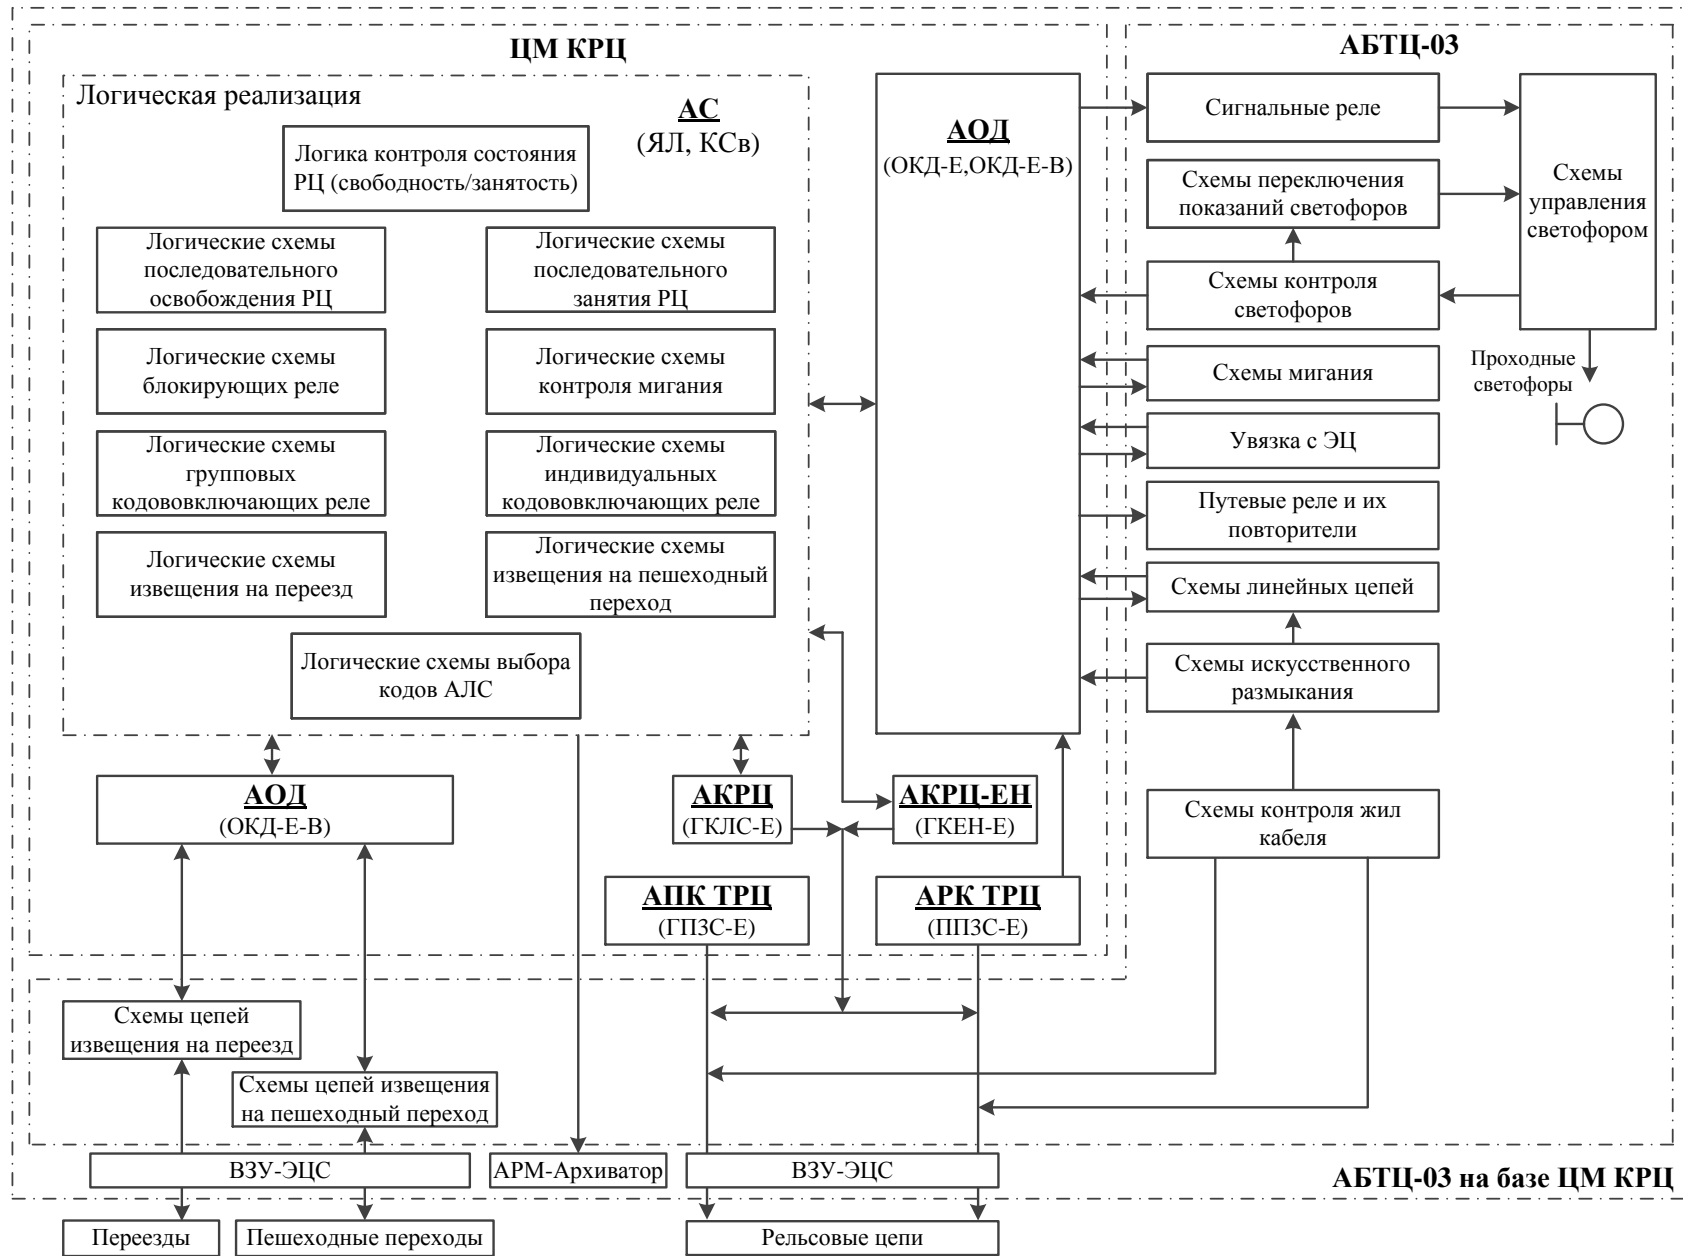 ЦМ КРЦ
АБТЦ-03
Логическая реализация
АС
(ЯЛ, КСв)
Логика контроля состояния
РЦ (свободность/занятость)
Логические схемы
последовательного
освобождения РЦ
Логические схемы
последовательного
занятия РЦ
Логические схемы
блокирующих реле
Логические схемы
контроля мигания
Логические схемы
групповых
кодововключающих реле
Логические схемы
индивидуальных
кодововключающих реле
Логические схемы
извещения на переезд
Логические схемы
извещения на пешеходный
переход
Логические схемы выбора
кодов АЛС
АОД
(ОКД-Е,ОКД-Е-В)
Сигнальные реле
Схемы переключения
показаний светофоров
Схемы контроля
светофоров
Схемы
управления
светофором
Схемы мигания
Проходные
светофоры
Увязка с ЭЦ
Путевые реле и их
повторители
Схемы линейных цепей
Схемы искусственного
размыкания
Схемы контроля жил
кабеля
АОД
(ОКД-Е-В)
АКРЦ
(ГКЛС-Е)
АКРЦ-ЕН
(ГКЕН-Е)
АПК ТРЦ
(ГП3С-Е)
АРК ТРЦ
(ПП3С-Е)
Схемы цепей
извещения на переезд
Схемы цепей извещения
на пешеходный переход
ВЗУ-ЭЦС
АРМ-Архиватор
ВЗУ-ЭЦС
АБТЦ-03 на базе ЦМ КРЦ
Переезды
Пешеходные переходы
Рельсовые цепи